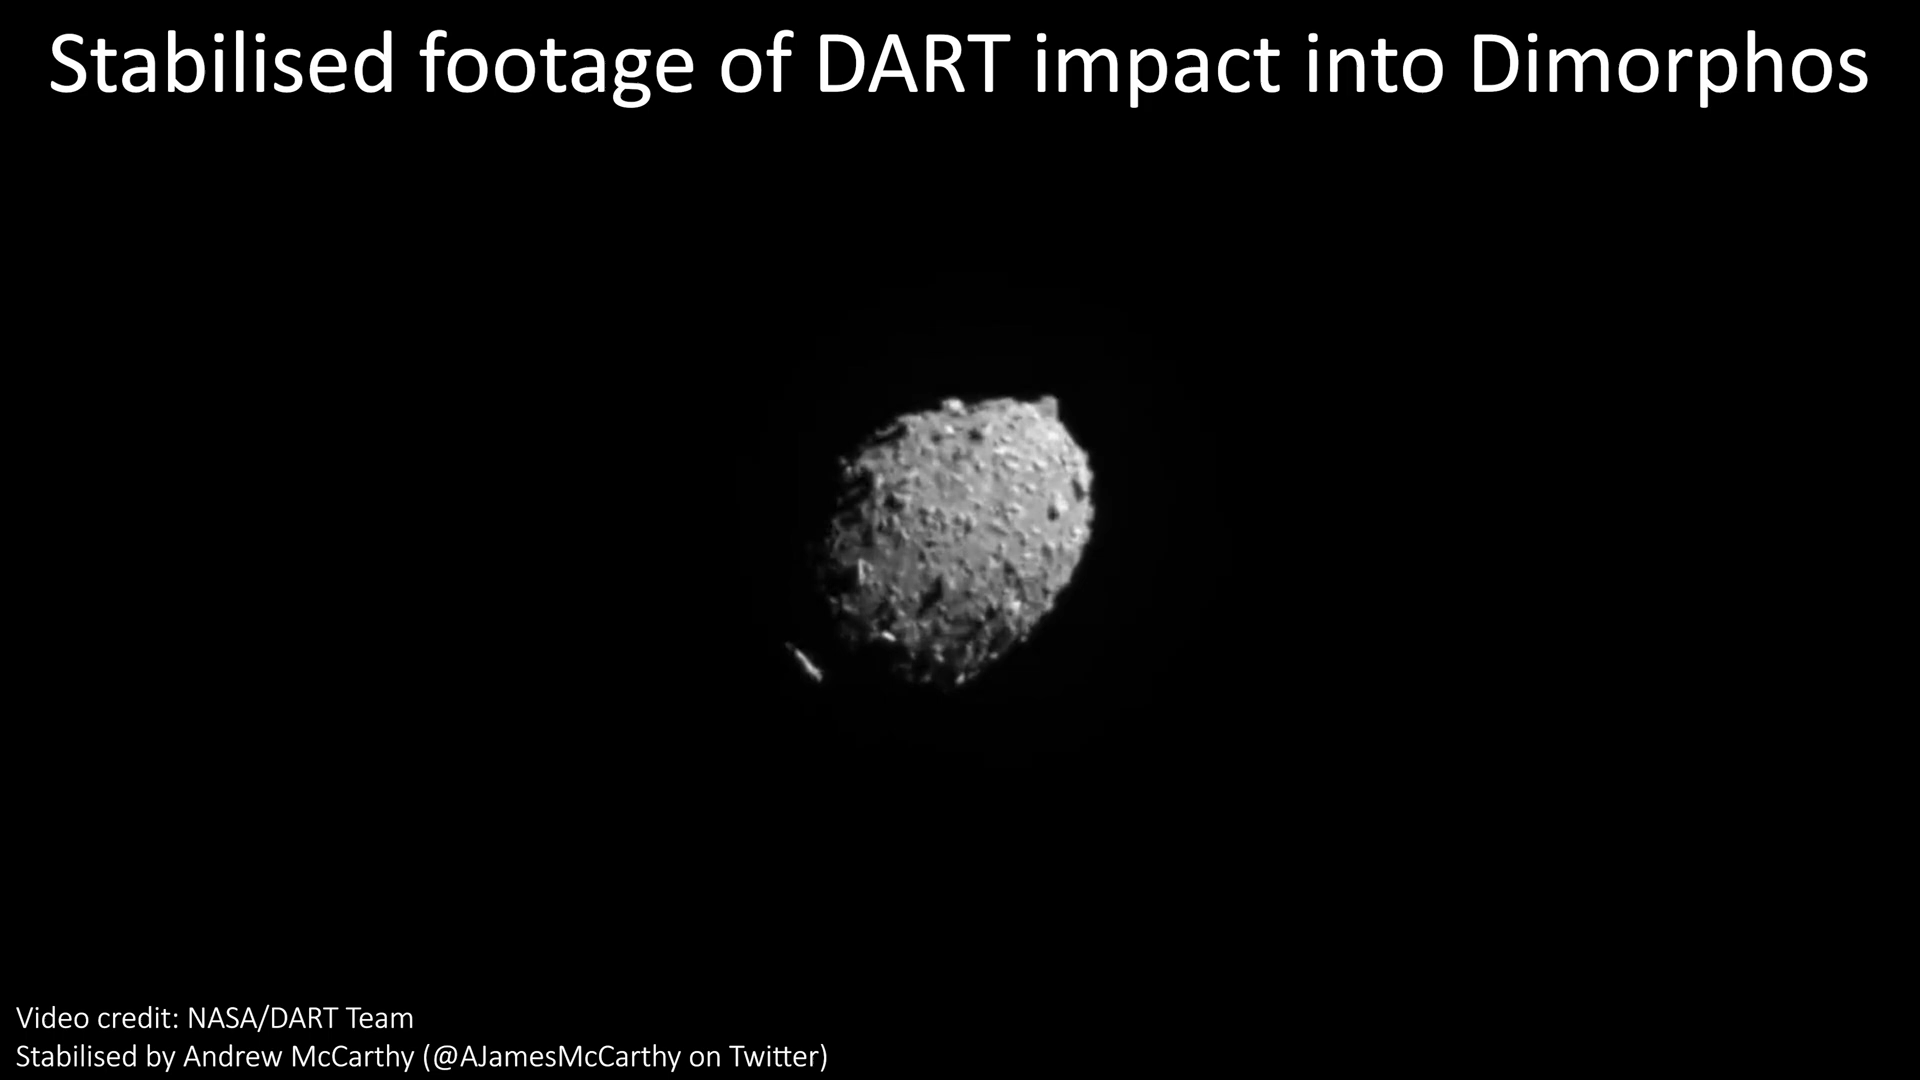 Stabilised footage of DART impact into Dimorphos
Video credit: NASA/DART Team
Stabilised by Andrew McCarthy (@AJamesMcCarthy on Twitter)